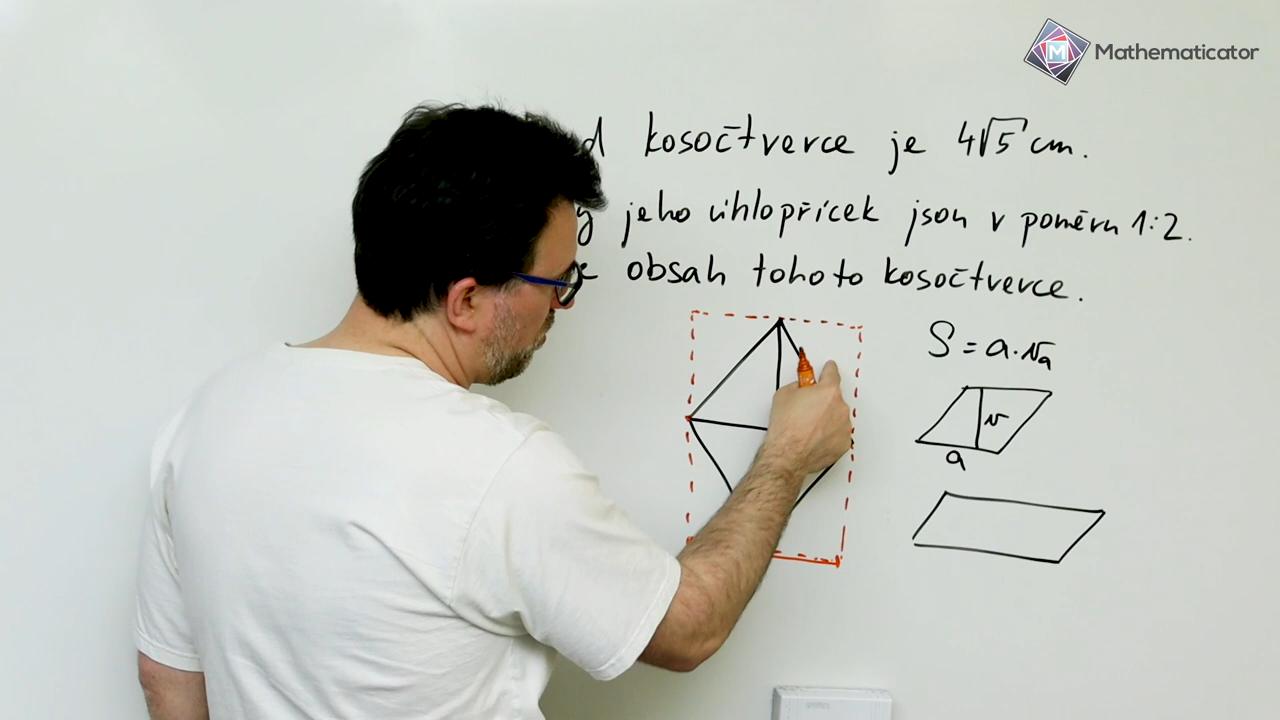 Mathematicator
kosočtverce je 4√5 cm.
jeho úhlopříček jsou v poměru 1:2.
obsah tohoto kosočtverce.
S = a · vₐ
v
a